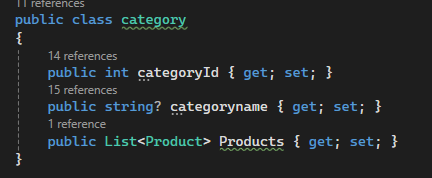 11 references
public class category
{
14 references
public int categoryId { get; set; }
15 references
public string? categoryname { get; set; }
1 reference
public List<Product> Products { get; set; }
}